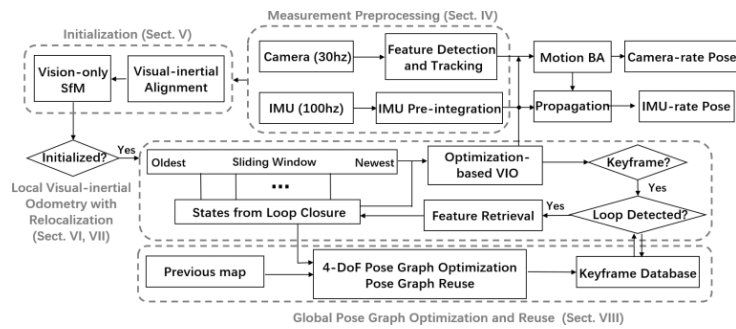 Measurement Preprocessing (Sect. IV)
Initialization (Sect. V)
Camera (30hz)
Feature Detection
and Tracking
Motion BA
Camera-rate Pose
Vision-only
SfM
Visual-inertial
Alignment
IMU (100hz)
IMU Pre-integration
Propagation
IMU-rate Pose
Initialized?
Yes
Oldest
Sliding Window
Newest
...
Optimization-
based VIO
Keyframe?
Yes
Local Visual-inertial
Odometry with
Relocalization
(Sect. VI, VII)
States from Loop Closure
Feature Retrieval
Yes
Loop Detected?
Previous map
4-DoF Pose Graph Optimization
Pose Graph Reuse
Keyframe Database
Global Pose Graph Optimization and Reuse (Sect. VIII)